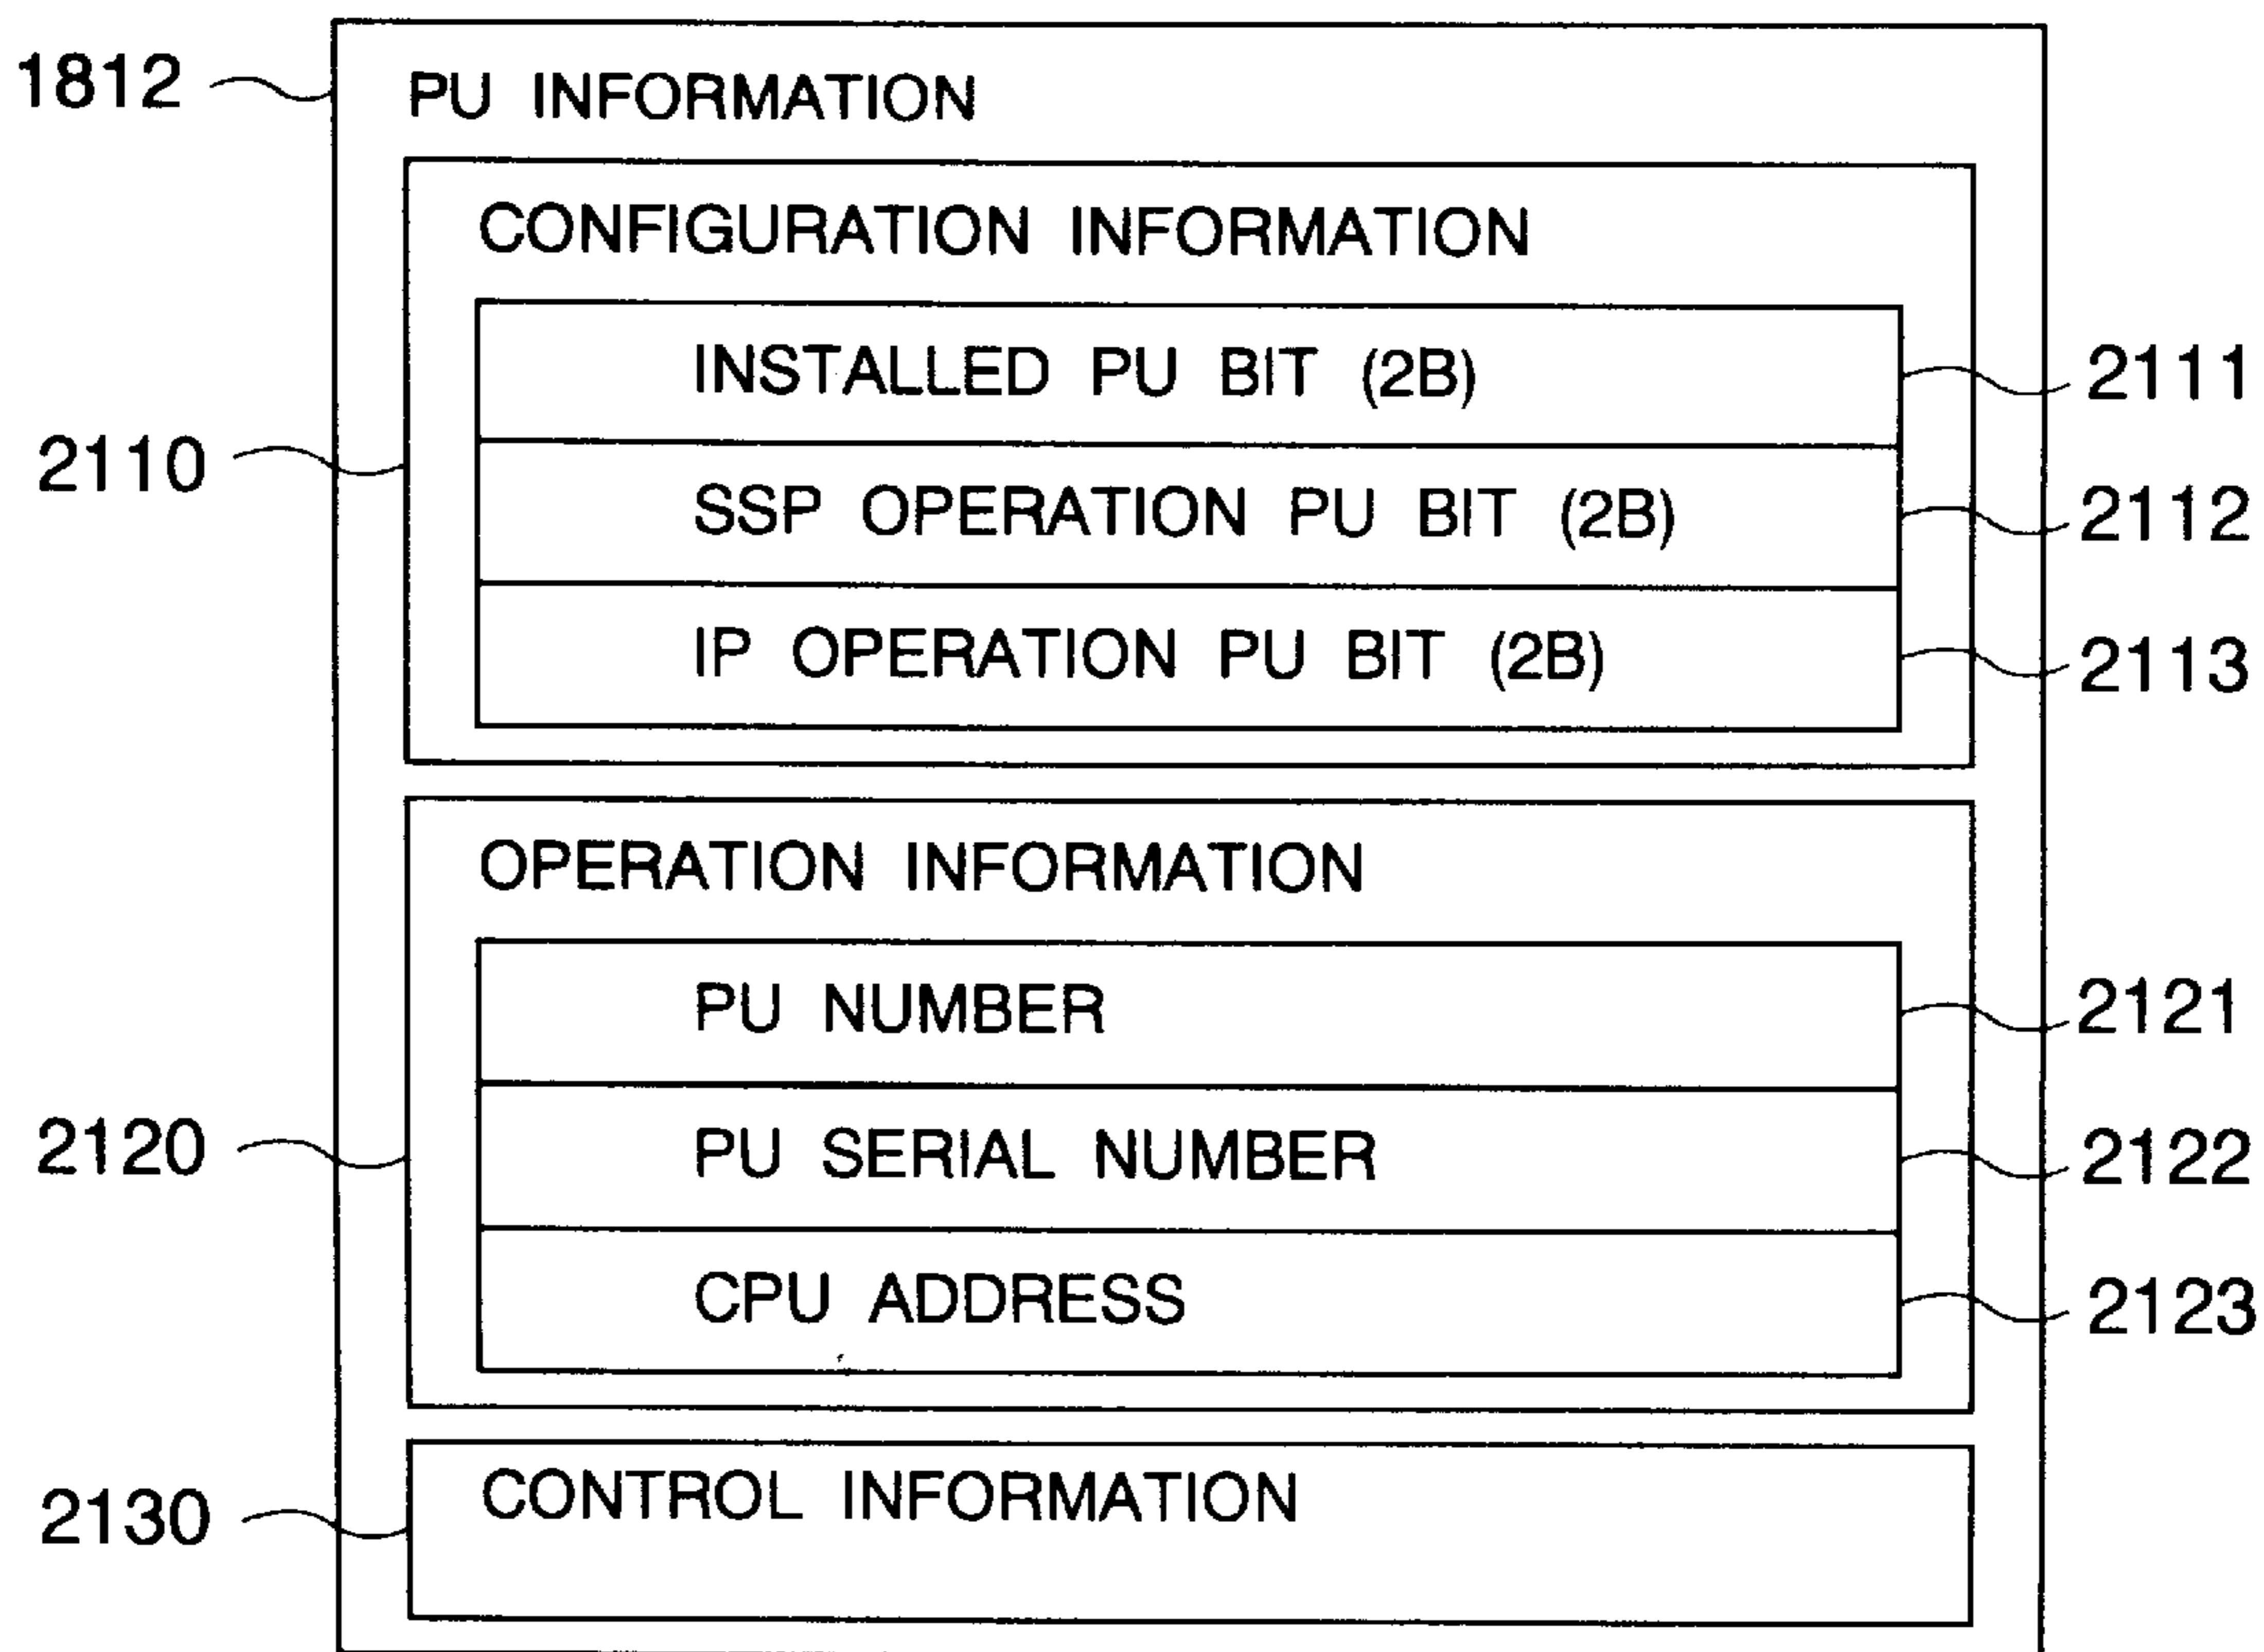 1812 PU INFORMATION
CONFIGURATION INFORMATION
INSTALLED PU BIT (2B) 2111
2110
SSP OPERATION PU BIT (2B) 2112
IP OPERATION PU BIT (2B) 2113
OPERATION INFORMATION
PU NUMBER 2121
2120 PU SERIAL NUMBER 2122
CPU ADDRESS 2123
2130 CONTROL INFORMATION